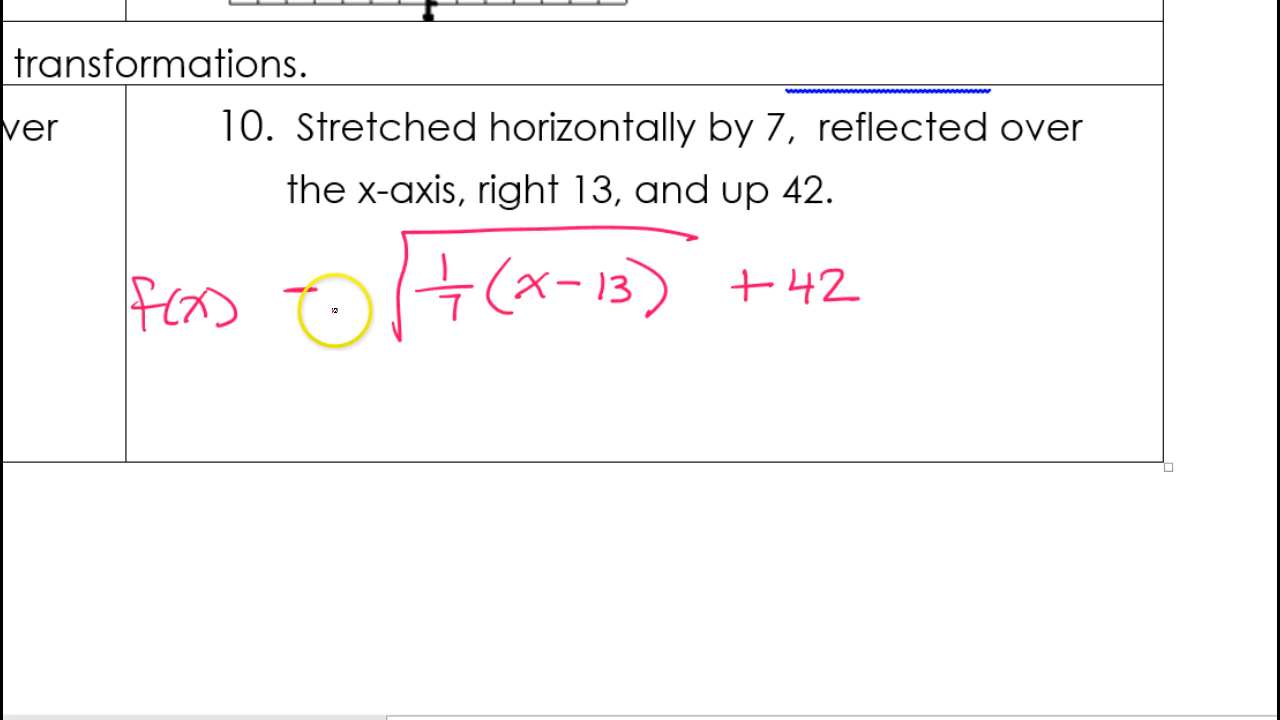 transformations.
ver
10. Stretched horizontally by 7, reflected over
the x-axis, right 13, and up 42.
f(x) = √(1/7 (x-13)) + 42